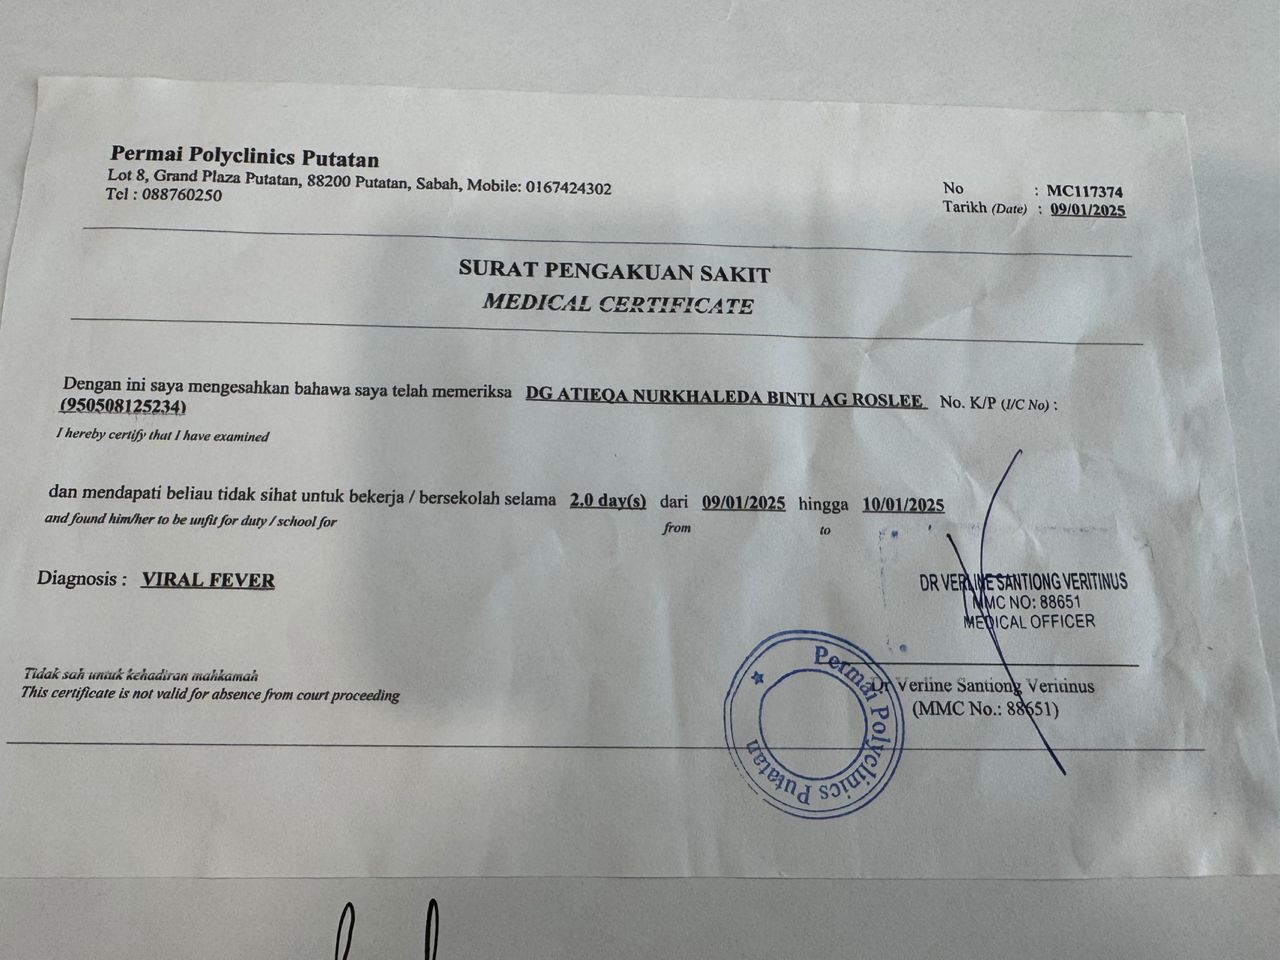 Permai Polyclinics Putatan
Lot 8, Grand Plaza Putatan, 88200 Putatan, Sabah, Mobile: 0167424302
Tel : 088760250
No : MC117374
Tarikh (Date) : 09/01/2025
SURAT PENGAKUAN SAKIT
MEDICAL CERTIFICATE
Dengan ini saya mengesahkan bahawa saya telah memeriksa DG ATIEQA NURKHALEDA BINTI AG ROSLEE No. K/P (I/C No) :
(950508125234)
I hereby certify that I have examined
dan mendapati beliau tidak sihat untuk bekerja / bersekolah selama 2.0 day(s) dari 09/01/2025 hingga 10/01/2025
and found him/her to be unfit for duty / school for from to
Diagnosis : VIRAL FEVER
DR VERLINE SANTIONG VERITINUS
MMC NO: 88651
MEDICAL OFFICER
Tidak sah untuk kehadiran mahkamah
This certificate is not valid for absence from court proceeding
Dr Verline Santiong Veritinus
(MMC No.: 88651)
Permai Polyclinics Putatan